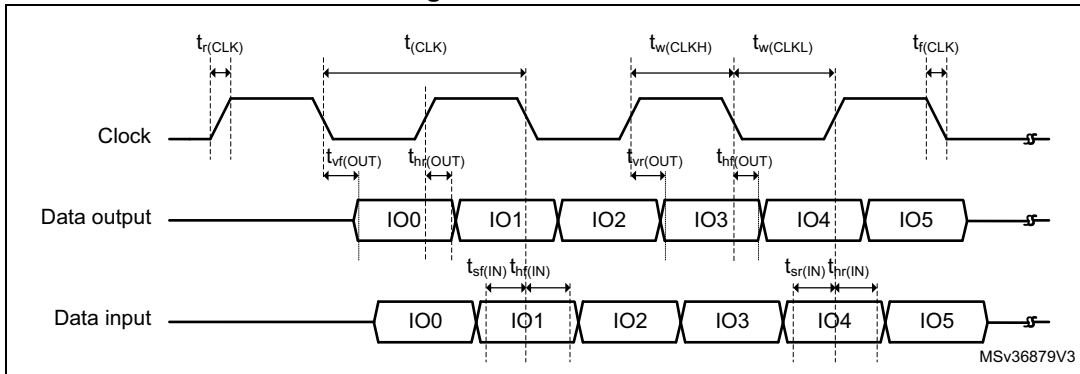 t_r(CLK) t_(CLK) t_w(CLKH) t_w(CLKL) t_f(CLK)
Clock
t_vf(OUT) t_hr(OUT) t_vr(OUT) t_hf(OUT)
Data output IO0 IO1 IO2 IO3 IO4 IO5
t_sf(IN) t_hf(IN) t_sr(IN) t_hr(IN)
Data input IO0 IO1 IO2 IO3 IO4 IO5
MSv36879V3